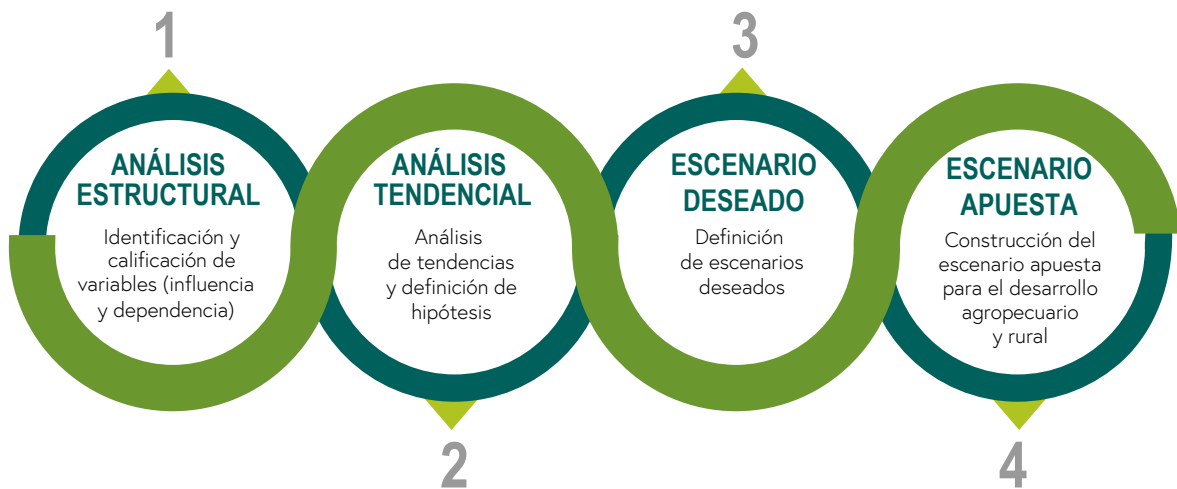 1
ANÁLISIS
ESTRUCTURAL
Identificación y
calificación de
variables (influencia
y dependencia)
2
ANÁLISIS
TENDENCIAL
Análisis
de tendencias
y definición de
hipótesis
3
ESCENARIO
DESEADO
Definición
de escenarios
deseados
4
ESCENARIO
APUESTA
Construcción del
escenario apuesta
para el desarrollo
agropecuario
y rural